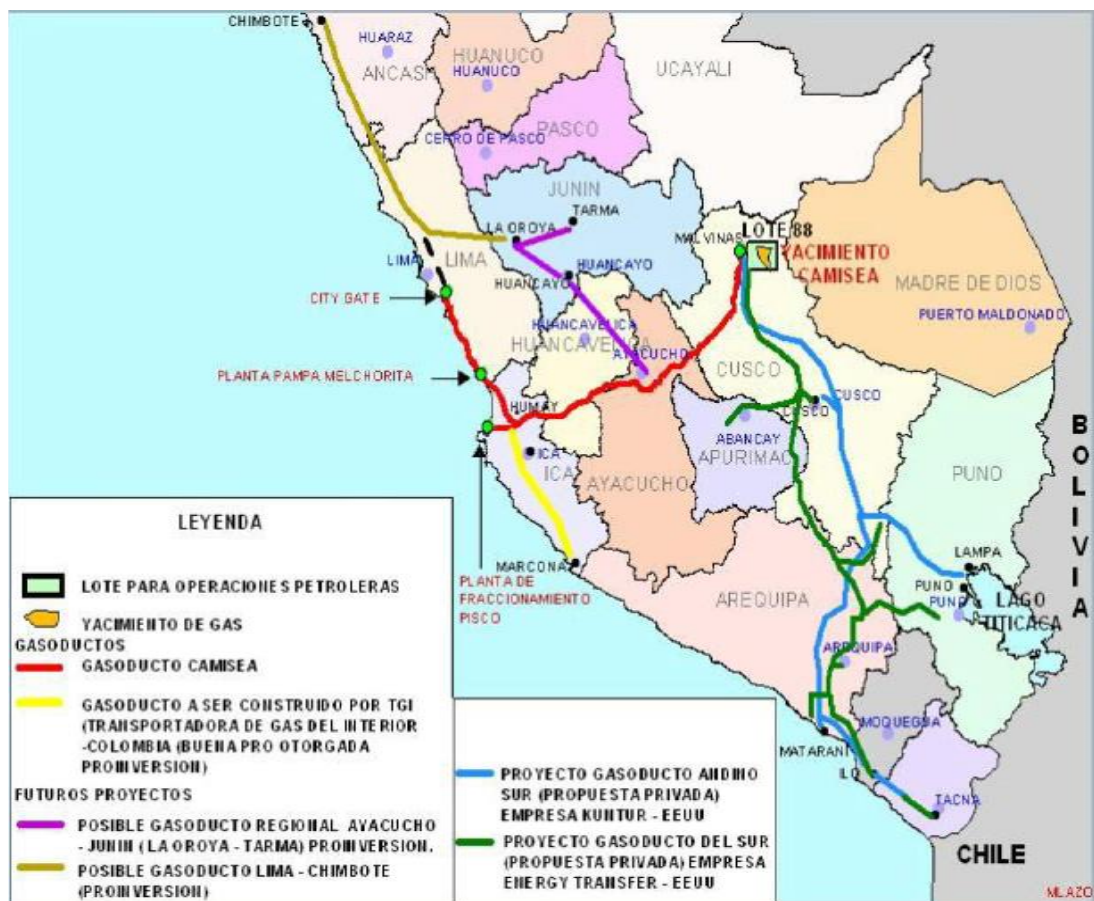 CHIMBOTE
HUARAZ
ANCASH
HUANUCO
HUANUCO
UCAYALI
PASCO
CERRO DE PASCO
JUNIN
TARMA
LA OROYA
LOTE 88
MALVINAS
YACIMIENTO
CAMISEA
LIMA
LIMA
HUANCAYO
HUANCAYO
MADRE DE DIOS
CITY GATE
PUERTO MALDONADO
HUANCAVELICA
HUANCAVELICA
AYACUCHO
CUSCO
PLANTA PAMPA MELCHORITA
CUSCO
CUSCO
HUMAY
ABANCAY
APURIMAC
ICA
ICA
AYACUCHO
PUNO
BOLIVIA
MARCONA
LAMPA
PLANTA DE
FRACCIONAMIENTO
PISCO
AREQUIPA
PUNO
PUNO
LAGO
TITICACA
AREQUIPA
MOQUEGUA
MATARANI
ILO
TACNA
CHILE
LEYENDA
LOTE PARA OPERACIONES PETROLERAS
YACIMIENTO DE GAS
GASODUCTOS
GASODUCTO CAMISEA
GASODUCTO A SER CONSTRUIDO POR TGI
(TRANSPORTADORA DE GAS DEL INTERIOR
-COLOMBIA (BUENA PRO OTORGADA
PROINVERSION)
FUTUROS PROYECTOS
POSIBLE GASODUCTO REGIONAL AYACUCHO
- JUNIN ( LA OROYA - TARMA) PROINVERSION.
POSIBLE GASODUCTO LIMA - CHIMBOTE
(PROINVERSION)
PROYECTO GASODUCTO ANDINO
SUR (PROPUESTA PRIVADA)
EMPRESA KUNTUR - EEUU
PROYECTO GASODUCTO DEL SUR
(PROPUESTA PRIVADA) EMPRESA
ENERGY TRANSFER - EEUU
MLAZO